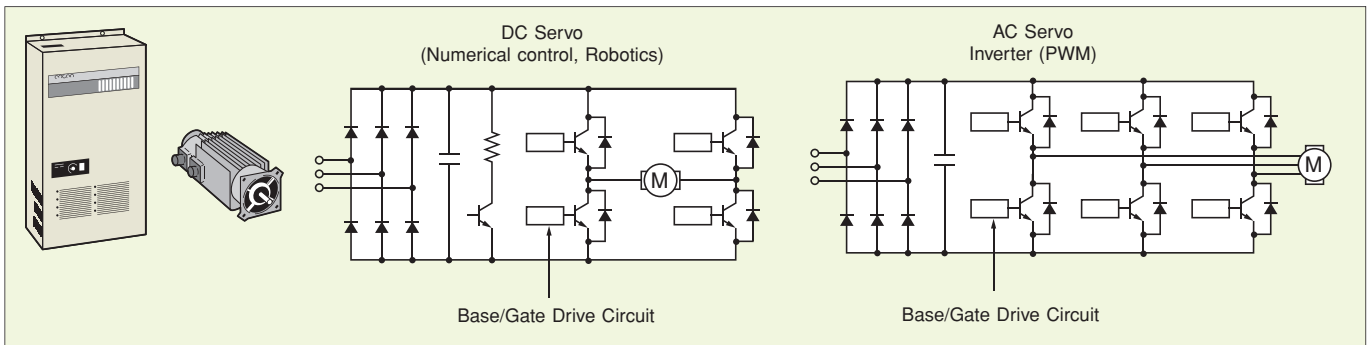 DC Servo
(Numerical control, Robotics)
M
Base/Gate Drive Circuit
AC Servo
Inverter (PWM)
M
Base/Gate Drive Circuit